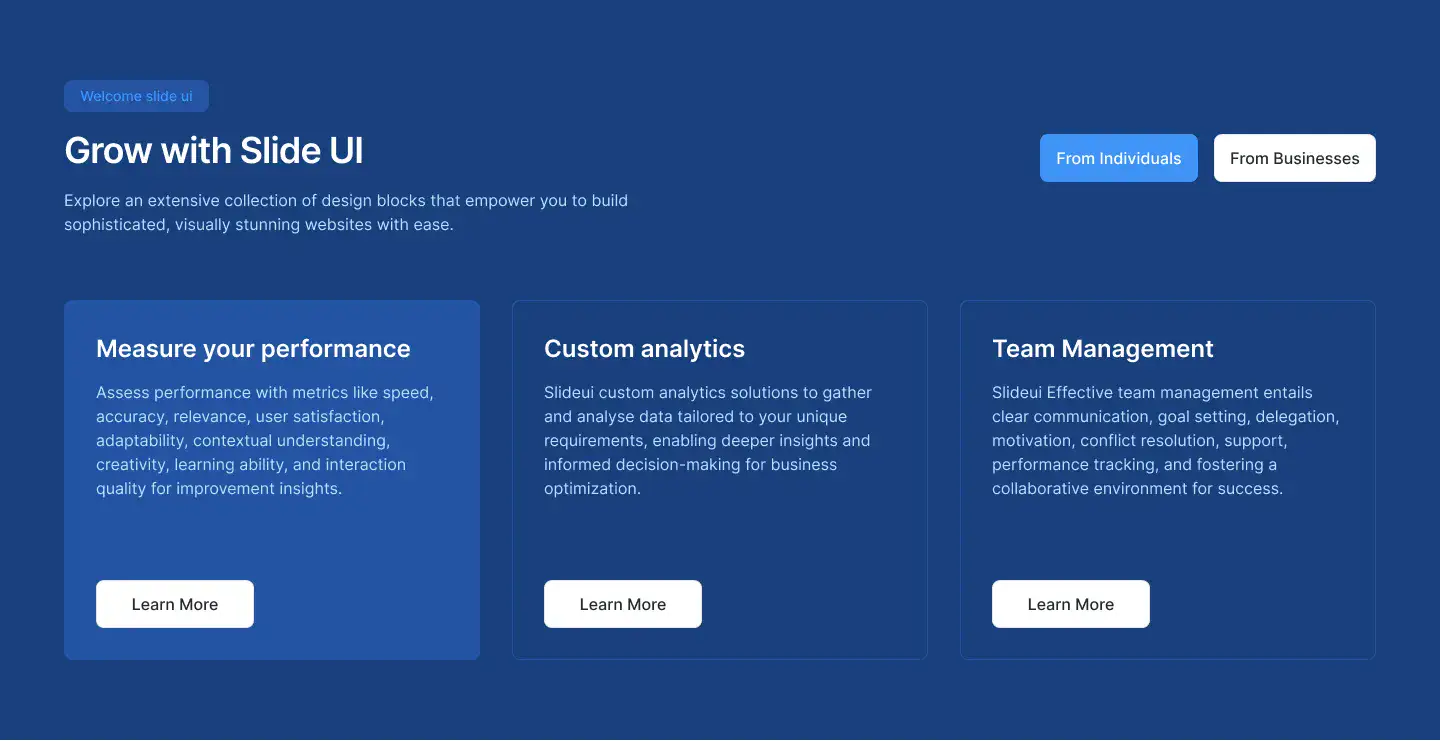 Welcome slide ui
Grow with Slide UI
Explore an extensive collection of design blocks that empower you to build
sophisticated, visually stunning websites with ease.
From Individuals
From Businesses
Measure your performance
Assess performance with metrics like speed,
accuracy, relevance, user satisfaction,
adaptability, contextual understanding,
creativity, learning ability, and interaction
quality for improvement insights.
Learn More
Custom analytics
Slideui custom analytics solutions to gather
and analyse data tailored to your unique
requirements, enabling deeper insights and
informed decision-making for business
optimization.
Learn More
Team Management
Slideui Effective team management entails
clear communication, goal setting, delegation,
motivation, conflict resolution, support,
performance tracking, and fostering a
collaborative environment for success.
Learn More